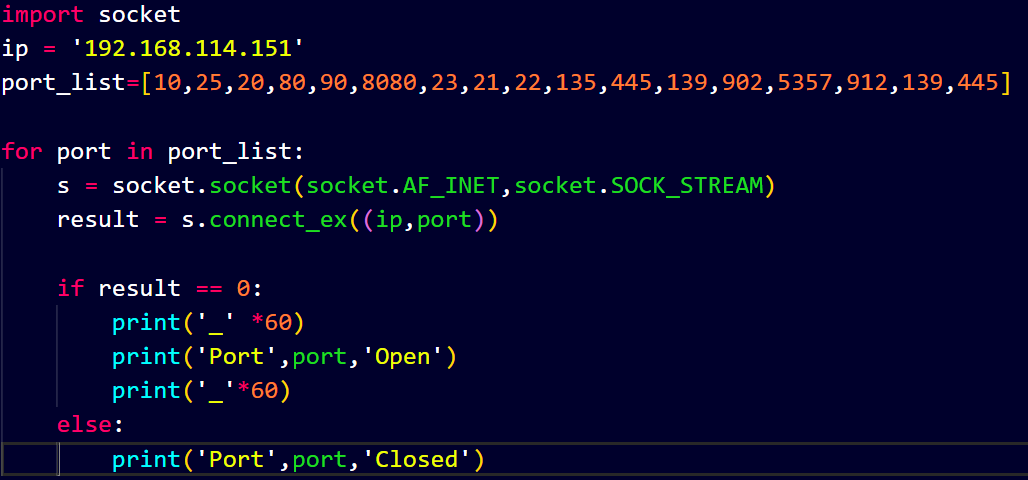 import socket
ip = '192.168.114.151'
port_list=[10,25,20,80,90,8080,23,21,22,135,445,139,902,5357,912,139,445]

for port in port_list:
    s = socket.socket(socket.AF_INET,socket.SOCK_STREAM)
    result = s.connect_ex((ip,port))

    if result == 0:
        print('_' *60)
        print('Port',port,'Open')
        print('_'*60)
    else:
        print('Port',port,'Closed')